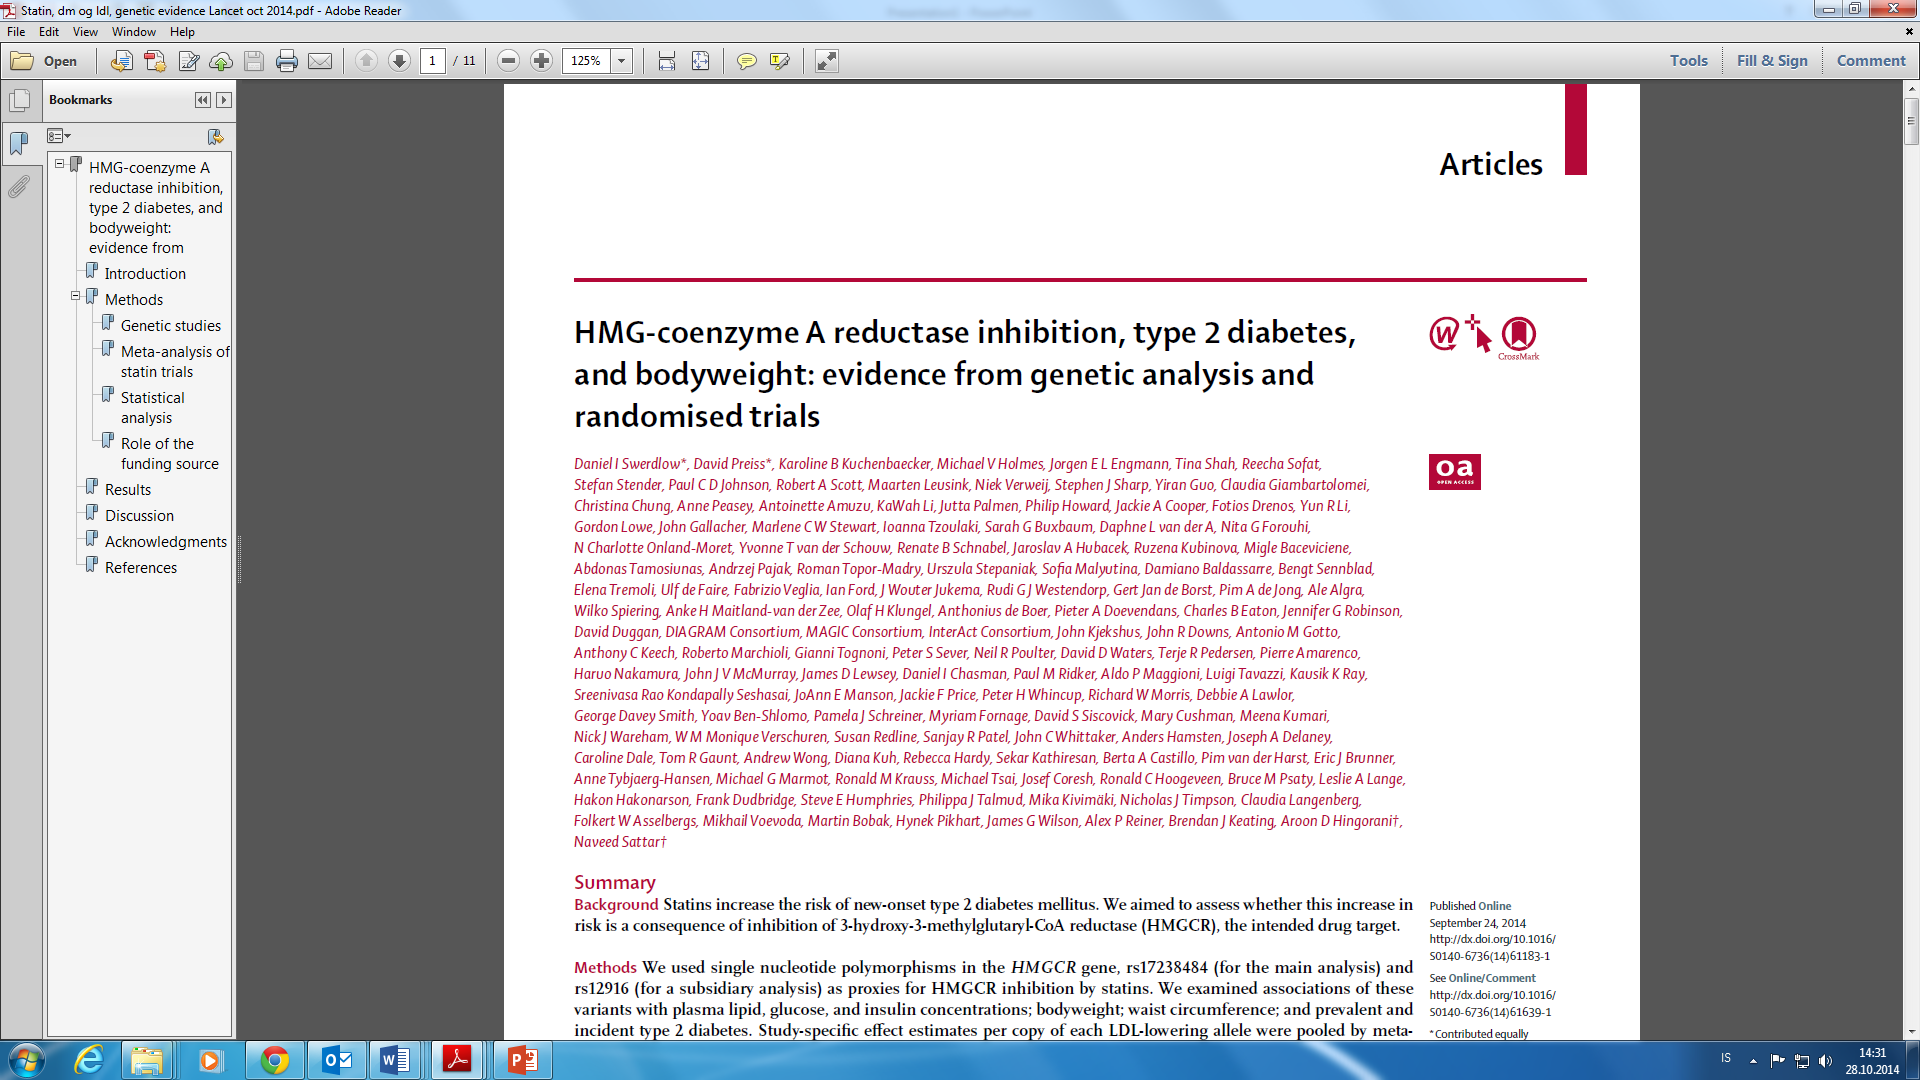 Statin, dm og ldl, genetic evidence Lancet oct 2014.pdf - Adobe Reader
File Edit View Window Help
Open 1 / 11 125% Tools Fill & Sign Comment
Bookmarks
HMG-coenzyme A
reductase inhibition,
type 2 diabetes, and
bodyweight:
evidence from
Introduction
Methods
Genetic studies
Meta-analysis of
statin trials
Statistical
analysis
Role of the
funding source
Results
Discussion
Acknowledgments
References
Articles
HMG-coenzyme A reductase inhibition, type 2 diabetes,
and bodyweight: evidence from genetic analysis and
randomised trials
CrossMark
Daniel I Swerdlow*, David Preiss*, Karoline B Kuchenbaecker, Michael V Holmes, Jorgen E L Engmann, Tina Shah, Reecha Sofat,
Stefan Stender, Paul C D Johnson, Robert A Scott, Maarten Leusink, Niek Verweij, Stephen J Sharp, Yiran Guo, Claudia Giambartolomei,
Christina Chung, Anne Peasey, Antoinette Amuzu, KaWah Li, Jutta Palmen, Philip Howard, Jackie A Cooper, Fotios Drenos, Yun R Li,
Gordon Lowe, John Gallacher, Marlene C W Stewart, Ioanna Tzoulaki, Sarah G Buxbaum, Daphne L van der A, Nita G Forouhi,
N Charlotte Onland-Moret, Yvonne T van der Schouw, Renate B Schnabel, Jaroslav A Hubacek, Ruzena Kubinova, Migle Baceviciene,
Abdonas Tamosiunas, Andrzej Pajak, Roman Topor-Madry, Urszula Stepaniak, Sofia Malyutina, Damiano Baldassarre, Bengt Sennblad,
Elena Tremoli, Ulf de Faire, Fabrizio Veglia, Ian Ford, J Wouter Jukema, Rudi G J Westendorp, Gert Jan de Borst, Pim A de Jong, Ale Algra,
Wilko Spiering, Anke H Maitland-van der Zee, Olaf H Klungel, Anthonius de Boer, Pieter A Doevendans, Charles B Eaton, Jennifer G Robinson,
David Duggan, DIAGRAM Consortium, MAGIC Consortium, InterAct Consortium, John Kjekshus, John R Downs, Antonio M Gotto,
Anthony C Keech, Roberto Marchioli, Gianni Tognoni, Peter S Sever, Neil R Poulter, David D Waters, Terje R Pedersen, Pierre Amarenco,
Haruo Nakamura, John J V McMurray, James D Lewsey, Daniel I Chasman, Paul M Ridker, Aldo P Maggioni, Luigi Tavazzi, Kausik K Ray,
Sreenivasa Rao Kondapally Seshasai, JoAnn E Manson, Jackie F Price, Peter H Whincup, Richard W Morris, Debbie A Lawlor,
George Davey Smith, Yoav Ben-Shlomo, Pamela J Schreiner, Myriam Fornage, David S Siscovick, Mary Cushman, Meena Kumari,
Nick J Wareham, W M Monique Verschuren, Susan Redline, Sanjay R Patel, John C Whittaker, Anders Hamsten, Joseph A Delaney,
Caroline Dale, Tom R Gaunt, Andrew Wong, Diana Kuh, Rebecca Hardy, Sekar Kathiresan, Berta A Castillo, Pim van der Harst, Eric J Brunner,
Anne Tybjaerg-Hansen, Michael G Marmot, Ronald M Krauss, Michael Tsai, Josef Coresh, Ronald C Hoogeveen, Bruce M Psaty, Leslie A Lange,
Hakon Hakonarson, Frank Dudbridge, Steve E Humphries, Philippa J Talmud, Mika Kivimäki, Nicholas J Timpson, Claudia Langenberg,
Folkert W Asselbergs, Mikhail Voevoda, Martin Bobak, Hynek Pikhart, James G Wilson, Alex P Reiner, Brendan J Keating, Aroon D Hingorani†,
Naveed Sattar†
oa
OPEN ACCESS
Summary
Background Statins increase the risk of new-onset type 2 diabetes mellitus. We aimed to assess whether this increase in
risk is a consequence of inhibition of 3-hydroxy-3-methylglutaryl-CoA reductase (HMGCR), the intended drug target.
Methods We used single nucleotide polymorphisms in the HMGCR gene, rs17238484 (for the main analysis) and
rs12916 (for a subsidiary analysis) as proxies for HMGCR inhibition by statins. We examined associations of these
variants with plasma lipid, glucose, and insulin concentrations; bodyweight; waist circumference; and prevalent and
incident type 2 diabetes. Study-specific effect estimates per copy of each LDL-lowering allele were pooled by meta-
Published Online
September 24, 2014
http://dx.doi.org/10.1016/
S0140-6736(14)61183-1
See Online/Comment
http://dx.doi.org/10.1016/
S0140-6736(14)61639-1
*Contributed equally
IS
14:31
28.10.2014